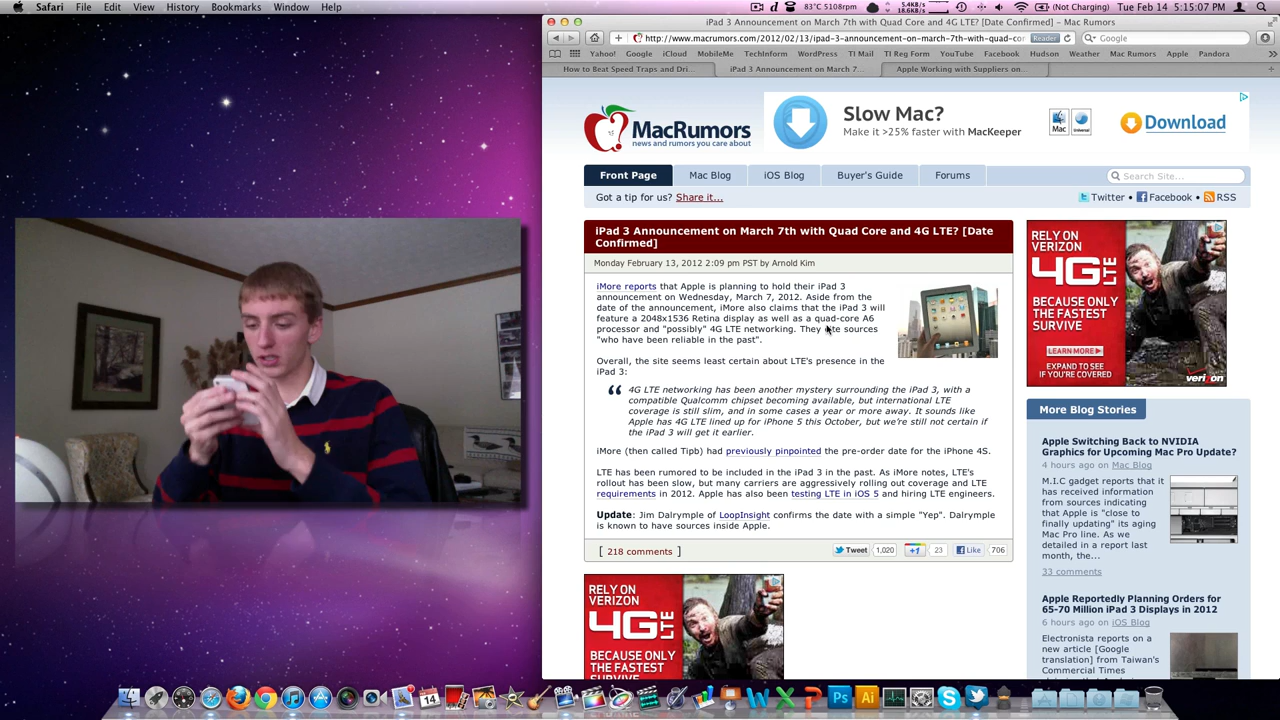 Safari File Edit View History Bookmarks Window Help
83°C 5108rpm 5.4KB/s 18.6KB/s (Not Charging) Tue Feb 14 5:15:07 PM
iPad 3 Announcement on March 7th with Quad Core and 4G LTE? [Date Confirmed] – Mac Rumors
http://www.macrumors.com/2012/02/13/ipad-3-announcement-on-march-7th-with-quad-co Reader Google
Yahoo! Google iCloud MobileMe TechInform WordPress TI Mail TI Reg Form YouTube Facebook Hudson Weather Mac Rumors Apple Pandora
How to Beat Speed Traps and Dri... iPad 3 Announcement on March 7... Apple Working with Suppliers on...
MacRumors
news and rumors you care about
Slow Mac?
Make it >25% faster with MacKeeper
Mac Universal
Download
Front Page Mac Blog iOS Blog Buyer's Guide Forums Search Site...
Got a tip for us? Share it... Twitter • Facebook • RSS
iPad 3 Announcement on March 7th with Quad Core and 4G LTE? [Date
Confirmed]
Monday February 13, 2012 2:09 pm PST by Arnold Kim
iMore reports that Apple is planning to hold their iPad 3
announcement on Wednesday, March 7, 2012. Aside from the
date of the announcement, iMore also claims that the iPad 3 will
feature a 2048x1536 Retina display as well as a quad-core A6
processor and "possibly" 4G LTE networking. They cite sources
"who have been reliable in the past".
Overall, the site seems least certain about LTE's presence in the
iPad 3:
4G LTE networking has been another mystery surrounding the iPad 3, with a
compatible Qualcomm chipset becoming available, but international LTE
coverage is still slim, and in some cases a year or more away. It sounds like
Apple has 4G LTE lined up for iPhone 5 this October, but we're still not certain if
the iPad 3 will get it earlier.
iMore (then called Tipb) had previously pinpointed the pre-order date for the iPhone 4S.
LTE has been rumored to be included in the iPad 3 in the past. As iMore notes, LTE's
rollout has been slow, but many carriers are aggressively rolling out coverage and LTE
requirements in 2012. Apple has also been testing LTE in iOS 5 and hiring LTE engineers.
Update: Jim Dalrymple of LoopInsight confirms the date with a simple "Yep". Dalrymple
is known to have sources inside Apple.
[ 218 comments ] Tweet 1,020 +1 23 Like 706
RELY ON
VERIZON
4G LTE
BECAUSE ONLY
THE FASTEST
SURVIVE
LEARN MORE
EXPAND TO SEE
IF YOU'RE COVERED
verizon
More Blog Stories
Apple Switching Back to NVIDIA
Graphics for Upcoming Mac Pro Update?
4 hours ago on Mac Blog
M.I.C gadget reports that it
has received information
from sources
indicating
that Apple is "close
to
finally updating" its
aging
Mac Pro line. As
we
detailed in a report last
month, the...
33 comments
Apple Reportedly Planning Orders for
65-70 Million iPad 3 Displays in 2012
6 hours ago on iOS Blog
Electronista reports on a
new article [Google
translation] from
Taiwan's
Commercial Times
RELY ON
VERIZON
4G LTE
BECAUSE ONLY
THE FASTEST
14
W X P Ps Ai